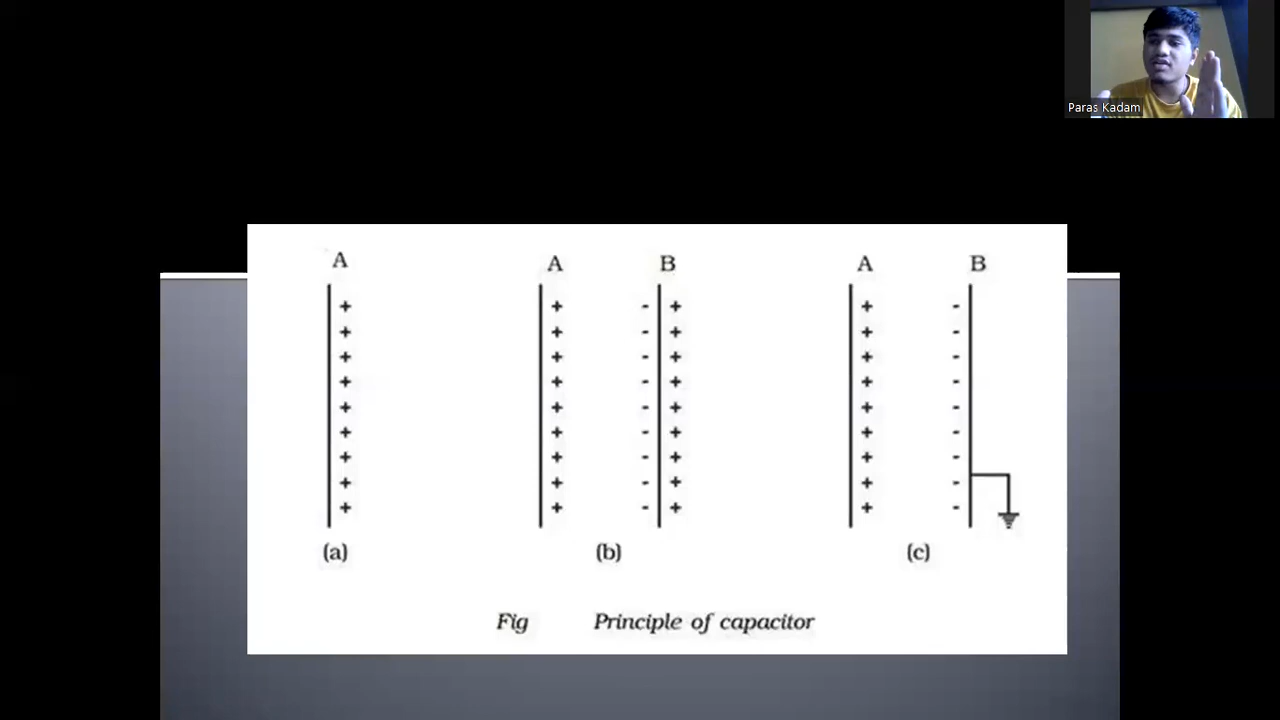 Paras Kadam
A A B A B
+ + - + + -
+ + - + + -
+ + - + + -
+ + - + + -
+ + - + + -
+ + - + + -
+ + - + + -
+ + - + + -
+ + - + + -
(a) (b) (c)
Fig Principle of capacitor